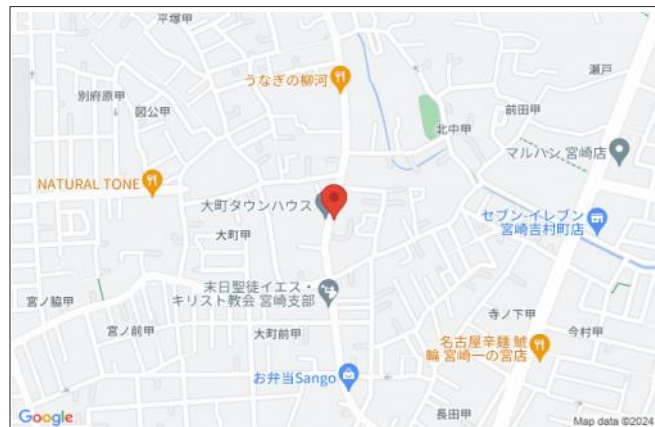 平塚甲
うなぎの柳河
瀬戸
別府原甲
図公甲
前田甲
北中甲
マルハン 宮崎店
NATURAL TONE
大町タウンハウス
セブン-イレブン
宮崎吉村町店
大町甲
末日聖徒イエス・
キリスト教会 宮崎支部
宮ノ脇甲
寺ノ下甲
宮ノ前甲
大町前甲
今村甲
名古屋辛麺 鯱
輪 宮崎一の宮店
お弁当Sango
長田甲
Google
Map data ©2024